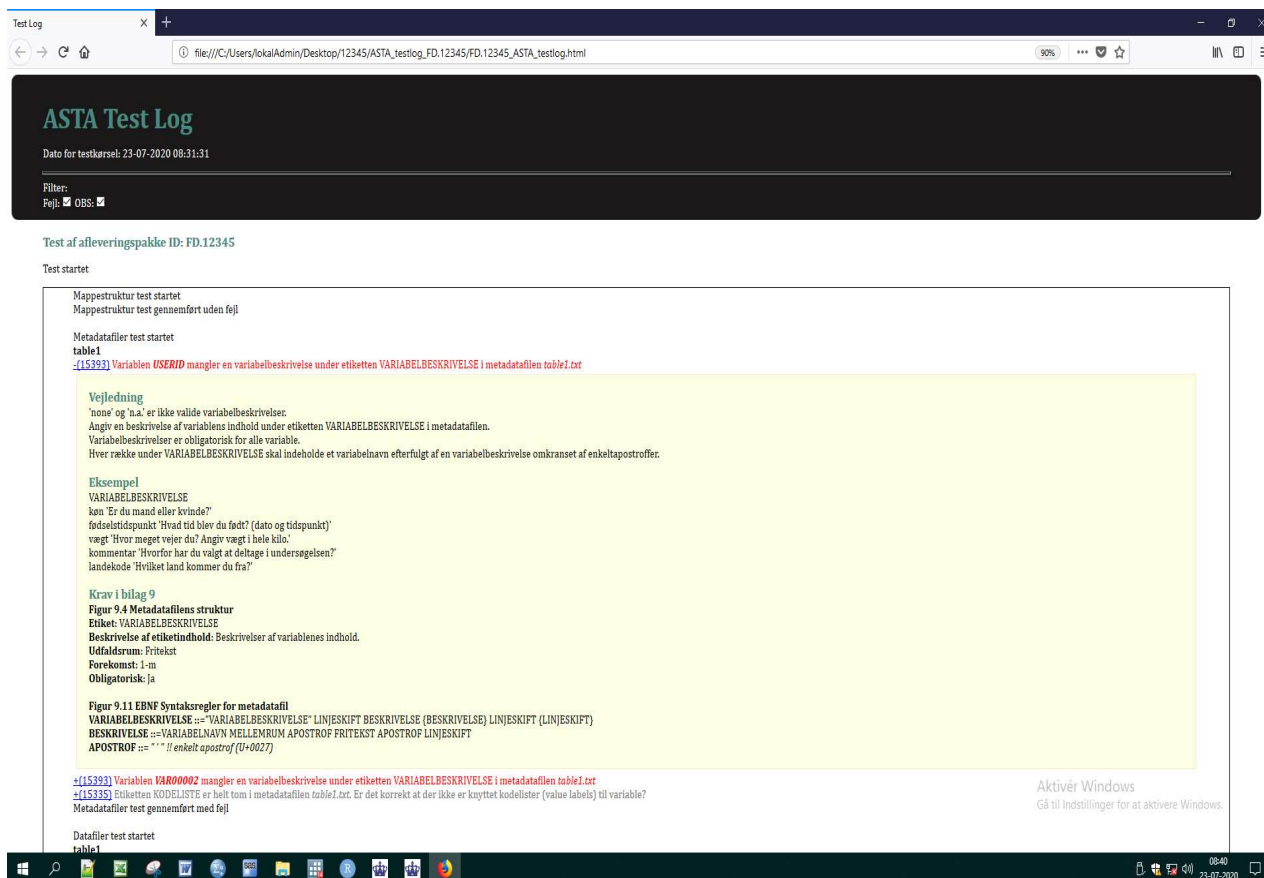 Test Log
file:///C:/Users/lokalAdmin/Desktop/12345/ASTA_testlog_FD.12345/FD.12345_ASTA_testlog.html
90%
ASTA Test Log
Dato for testkørsel: 23-07-2020 08:31:31
Filter:
Fejl: OBS:
Test af afleveringspakke ID: FD.12345
Test startet
Mappestruktur test startet
Mappestruktur test gennemført uden fejl
Metadatafiler test startet
table1
-(15393) Variablen USERID mangler en variabelbeskrivelse under etiketten VARIABELBESKRIVELSE i metadatafilen table1.txt
Vejledning
'none' og 'n.a.' er ikke valide variabelbeskrivelser.
Angiv en beskrivelse af variablens indhold under etiketten VARIABELBESKRIVELSE i metadatafilen.
Variabelbeskrivelser er obligatorisk for alle variable.
Hver række under VARIABELBESKRIVELSE skal indeholde et variabelnavn efterfulgt af en variabelbeskrivelse omkranset af enkeltapostroffer.
Eksempel
VARIABELBESKRIVELSE
køn 'Er du mand eller kvinde?'
fødselstidspunkt 'Hvad tid blev du født? (dato og tidspunkt)'
vægt 'Hvor meget vejer du? Angiv vægt i hele kilo.'
kommentar 'Hvorfor har du valgt at deltage i undersøgelsen?'
landekode 'Hvilket land kommer du fra?'
Krav i bilag 9
Figur 9.4 Metadatafilens struktur
Etiket: VARIABELBESKRIVELSE
Beskrivelse af etiketindhold: Beskrivelser af variablenes indhold.
Udfaldsrum: Fritekst
Forekomst: 1-m
Obligatorisk: Ja
Figur 9.11 EBNF Syntaksregler for metadatafil
VARIABELBESKRIVELSE ::="VARIABELBESKRIVELSE" LINJESKIFT BESKRIVELSE {BESKRIVELSE} LINJESKIFT {LINJESKIFT}
BESKRIVELSE ::=VARIABELNAVN MELLEMRUM APOSTROF FRITEKST APOSTROF LINJESKIFT
APOSTROF ::= " ' " !! enkelt apostrof (U+0027)
+(15393) Variablen VAR00002 mangler en variabelbeskrivelse under etiketten VARIABELBESKRIVELSE i metadatafilen table1.txt
+(15335) Etiketten KODELISTE er helt tom i metadatafilen table1.txt. Er det korrekt at der ikke er knyttet kodelister (value labels) til variable?
Metadatafiler test gennemført med fejl
Aktivér Windows
Gå til Indstillinger for at aktivere Windows.
Datafiler test startet
table1
08:40
23-07-2020